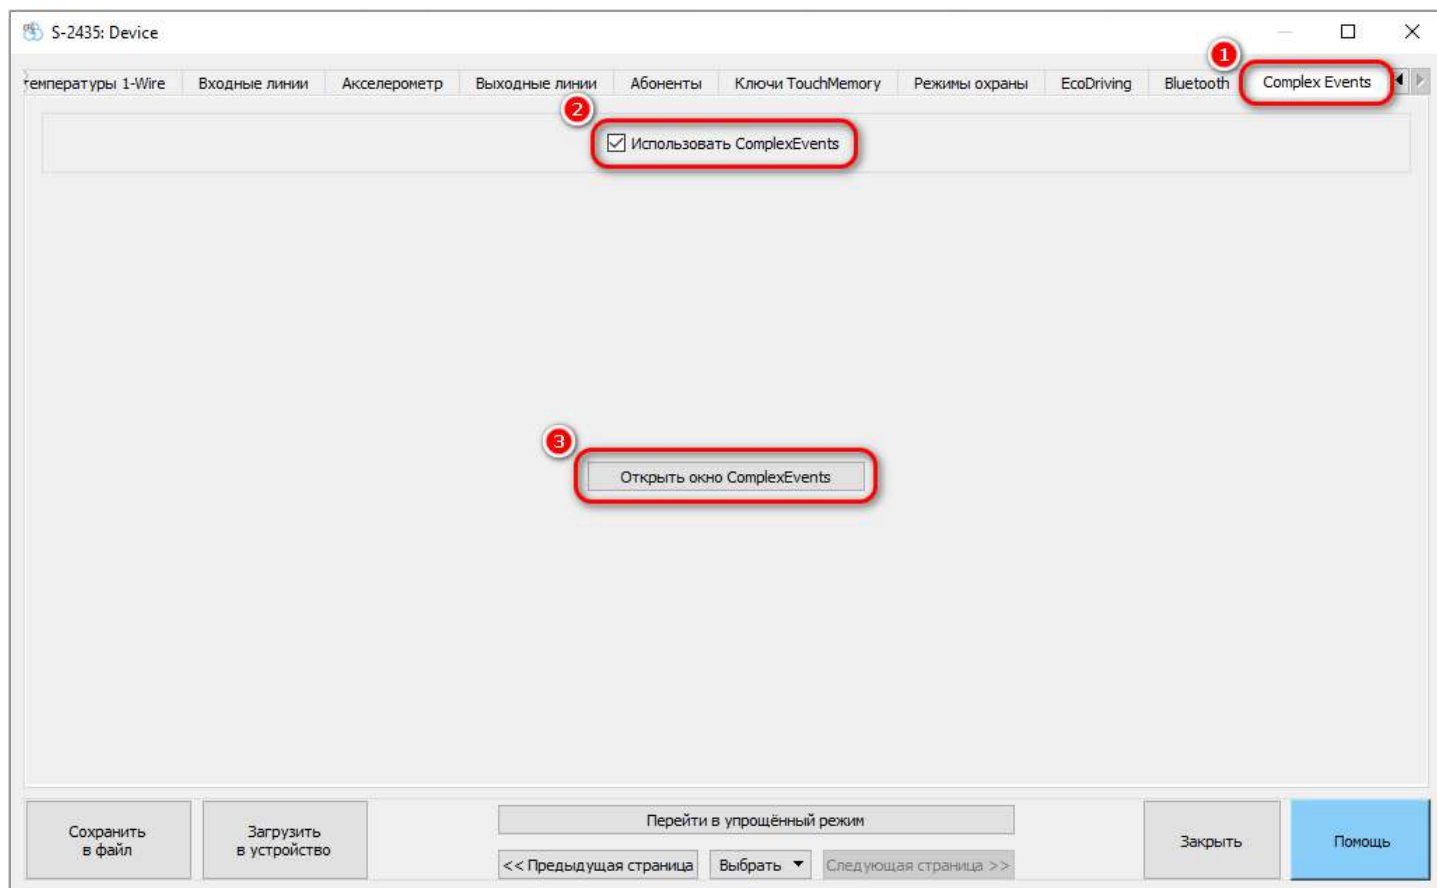 S-2435: Device
1
температуры 1-Wire Входные линии Акселерометр Выходные линии Абоненты Ключи TouchMemory Режимы охраны EcoDriving Bluetooth Complex Events
2
Использовать ComplexEvents
3
Открыть окно ComplexEvents
Сохранить
в файл
Загрузить
в устройство
Перейти в упрощённый режим
<< Предыдущая страница Выбрать Следующая страница >>
Закрыть
Помощь